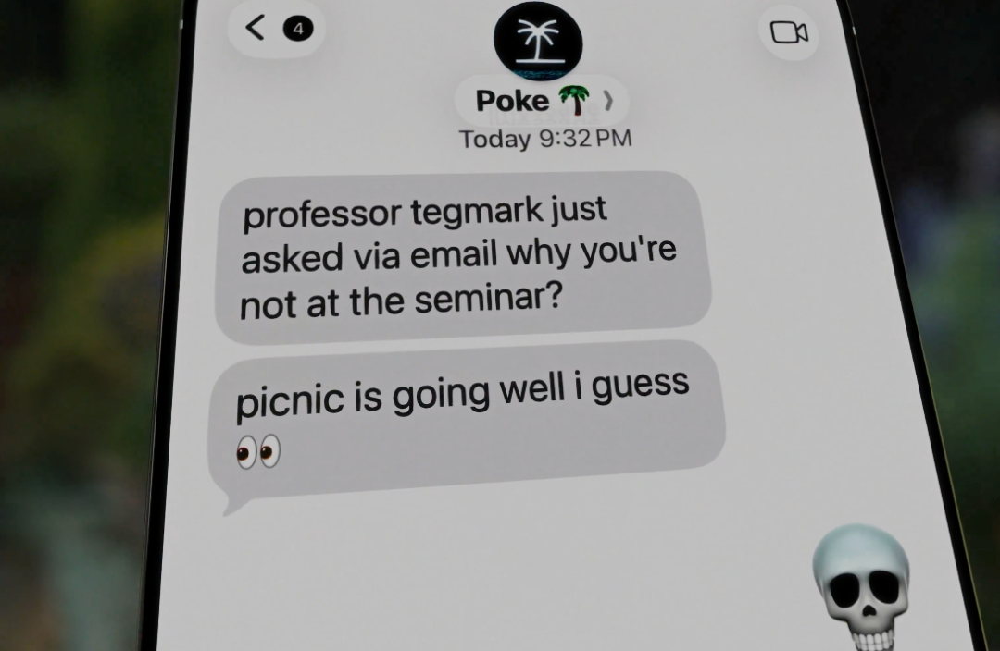 4
Poke 🌴 ›
Today 9:32 PM
professor tegmark just
asked via email why you're
not at the seminar?
picnic is going well i guess
👀
💀